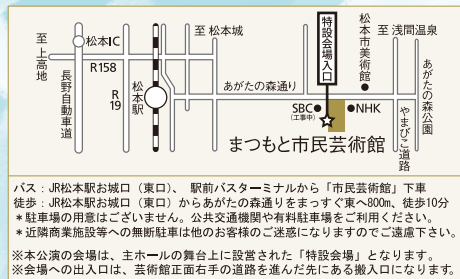 至 松本城
特設会場入口
松本市美術館
至 浅間温泉
至 上高地
松本IC
R158
長野自動車道
R19
松本駅
あがたの森通り
あがたの森公園
SBC
(工事中)
NHK
やまびこ道路
まつもと市民芸術館
バス：JR松本駅お城口（東口）、駅前バスターミナルから「市民芸術館」下車
徒歩：JR松本駅お城口（東口）からあがたの森通りをまっすぐ東へ800m、徒歩10分
＊駐車場の用意はございません。公共交通機関や有料駐車場をご利用ください。
＊近隣商業施設等への無断駐車は他のお客様のご迷惑になりますのでご遠慮下さい。
※本公演の会場は、主ホールの舞台上に設営された「特設会場」となります。
※会場への出入口は、芸術館正面右手の道路を進んだ先にある搬入口になります。